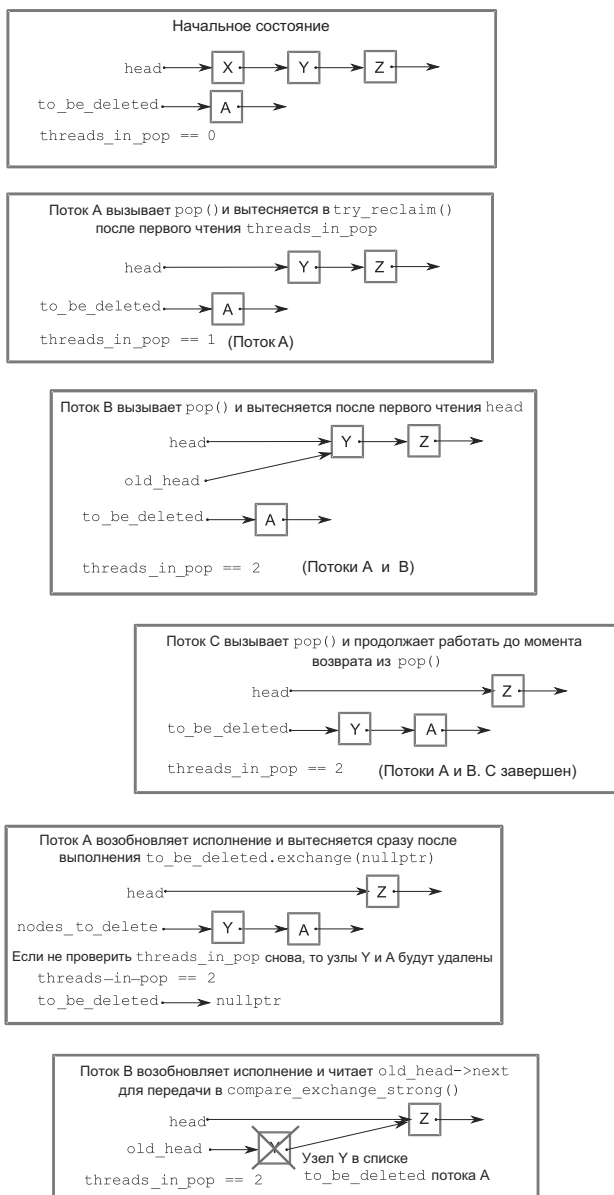 Начальное состояние
head X Y Z
to_be_deleted A
threads_in_pop == 0
Поток A вызывает pop() и вытесняется в try_reclaim()
после первого чтения threads_in_pop
head Y Z
to_be_deleted A
threads_in_pop == 1 (Поток A)
Поток B вызывает pop() и вытесняется после первого чтения head
head Y Z
old_head
to_be_deleted A
threads_in_pop == 2 (Потоки A и B)
Поток C вызывает pop() и продолжает работать до момента
возврата из pop()
head Z
to_be_deleted Y A
threads_in_pop == 2 (Потоки A и B. C завершен)
Поток A возобновляет исполнение и вытесняется сразу после
выполнения to_be_deleted.exchange(nullptr)
head Z
nodes_to_delete Y A
Если не проверить threads_in_pop снова, то узлы Y и A будут удалены
threads—in—pop == 2
to_be_deleted nullptr
Поток B возобновляет исполнение и читает old_head->next
для передачи в compare_exchange_strong()
head Z
old_head Y
Узел Y в списке
threads_in_pop == 2 to_be_deleted потока A